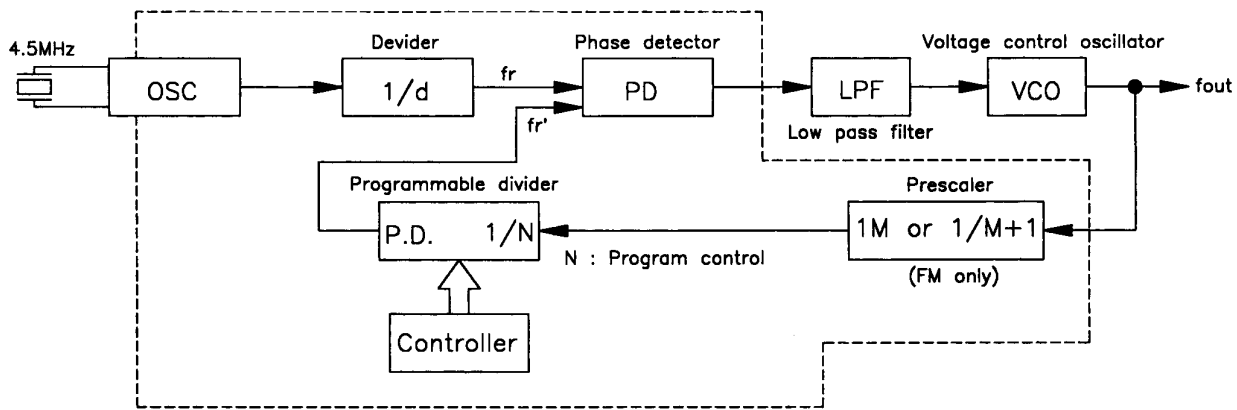 4.5MHz
OSC
Devider
1/d
fr
fr'
Phase detector
PD
LPF
Low pass filter
Voltage control oscillator
VCO
fout
Programmable divider
P.D. 1/N
N : Program control
Prescaler
1M or 1/M+1
(FM only)
Controller